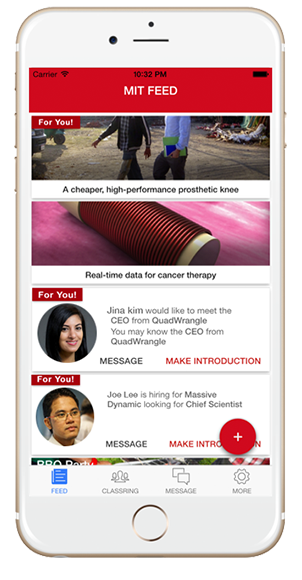 Carrier 10:32 PM
MIT FEED
For You!
A cheaper, high-performance prosthetic knee
Real-time data for cancer therapy
For You!
Jina kim would like to meet the
CEO from QuadWrangle
You may know the CEO from
QuadWrangle
MESSAGE MAKE INTRODUCTION
For You!
Joe Lee is hiring for Massive
Dynamic looking for Chief Scientist
MESSAGE MAKE INTRODUCTION
+
BBQ Party
FEED CLASSRING MESSAGE MORE